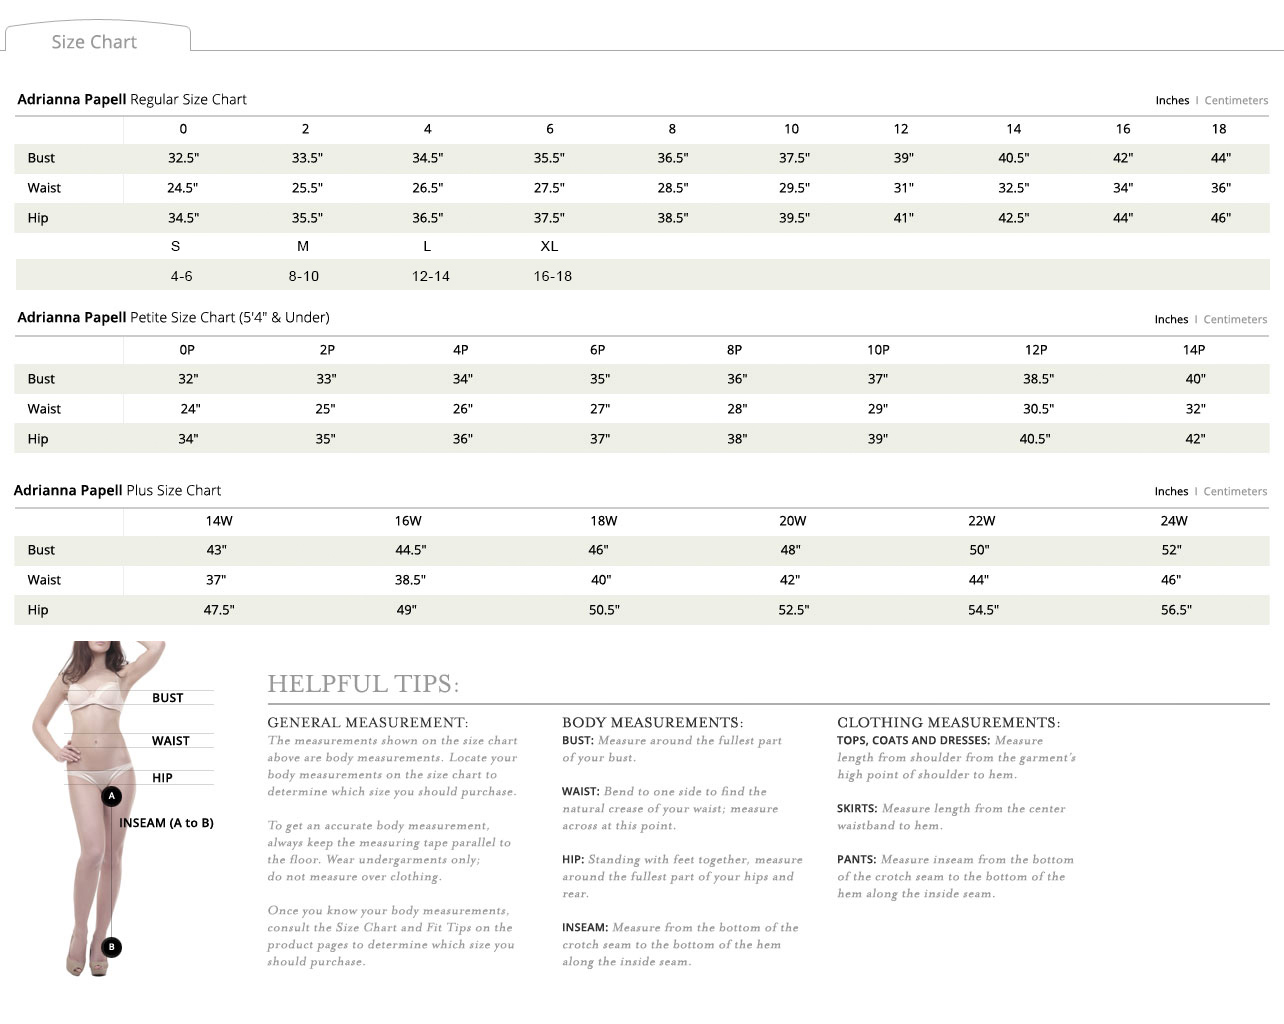 Size Chart
Adrianna Papell Regular Size Chart Inches | Centimeters
0 2 4 6 8 10 12 14 16 18
Bust 32.5" 33.5" 34.5" 35.5" 36.5" 37.5" 39" 40.5" 42" 44"
Waist 24.5" 25.5" 26.5" 27.5" 28.5" 29.5" 31" 32.5" 34" 36"
Hip 34.5" 35.5" 36.5" 37.5" 38.5" 39.5" 41" 42.5" 44" 46"
S M L XL
4-6 8-10 12-14 16-18
Adrianna Papell Petite Size Chart (5'4" & Under) Inches | Centimeters
0P 2P 4P 6P 8P 10P 12P 14P
Bust 32" 33" 34" 35" 36" 37" 38.5" 40"
Waist 24" 25" 26" 27" 28" 29" 30.5" 32"
Hip 34" 35" 36" 37" 38" 39" 40.5" 42"
Adrianna Papell Plus Size Chart Inches | Centimeters
14W 16W 18W 20W 22W 24W
Bust 43" 44.5" 46" 48" 50" 52"
Waist 37" 38.5" 40" 42" 44" 46"
Hip 47.5" 49" 50.5" 52.5" 54.5" 56.5"
BUST
WAIST
HIP
A
INSEAM (A to B)
B
HELPFUL TIPS:
GENERAL MEASUREMENT:
The measurements shown on the size chart
above are body measurements. Locate your
body measurements on the size chart to
determine which size you should purchase.
To get an accurate body measurement,
always keep the measuring tape parallel to
the floor. Wear undergarments only;
do not measure over clothing.
Once you know your body measurements,
consult the Size Chart and Fit Tips on the
product pages to determine which size you
should purchase.
BODY MEASUREMENTS:
BUST: Measure around the fullest part
of your bust.
WAIST: Bend to one side to find the
natural crease of your waist; measure
across at this point.
HIP: Standing with feet together, measure
around the fullest part of your hips and
rear.
INSEAM: Measure from the bottom of the
crotch seam to the bottom of the hem
along the inside seam.
CLOTHING MEASUREMENTS:
TOPS, COATS AND DRESSES: Measure
length from shoulder from the garment's
high point of shoulder to hem.
SKIRTS: Measure length from the center
waistband to hem.
PANTS: Measure inseam from the bottom
of the crotch seam to the bottom of the
hem along the inside seam.